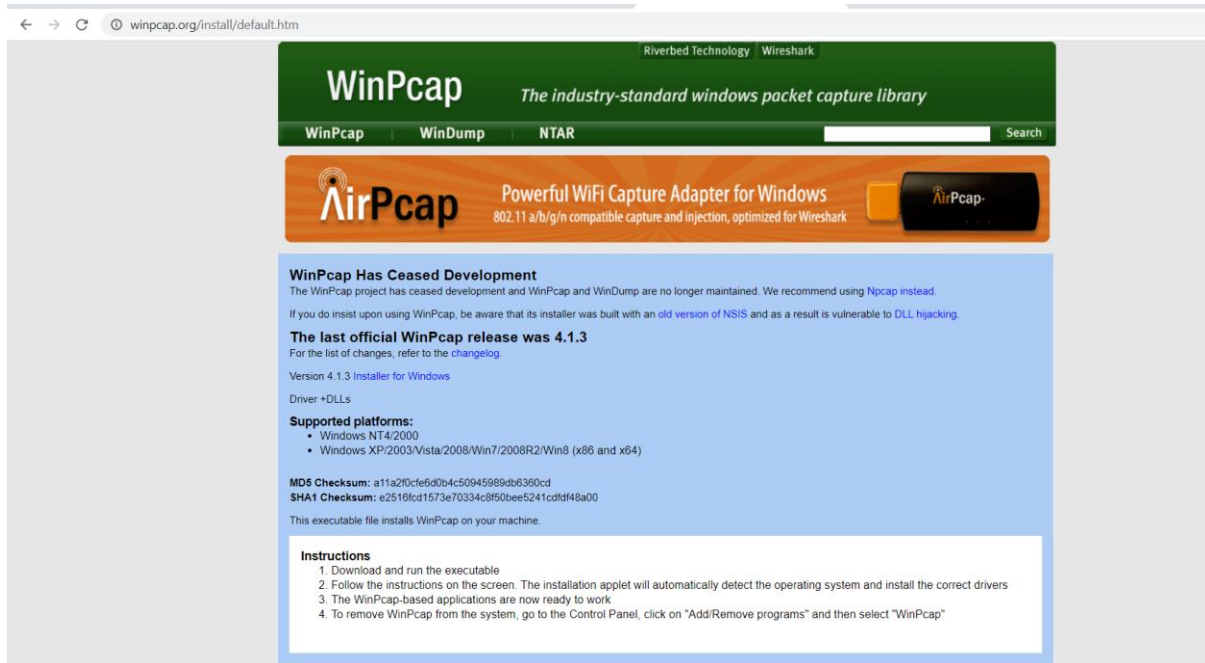 winpcap.org/install/default.htm
Riverbed Technology Wireshark
WinPcap
The industry-standard windows packet capture library
WinPcap WinDump NTAR Search
AirPcap
Powerful WiFi Capture Adapter for Windows
802.11 a/b/g/n compatible capture and injection, optimized for Wireshark
AirPcap
WinPcap Has Ceased Development
The WinPcap project has ceased development and WinPcap and WinDump are no longer maintained. We recommend using Npcap instead.
If you do insist upon using WinPcap, be aware that its installer was built with an old version of NSIS and as a result is vulnerable to DLL hijacking.
The last official WinPcap release was 4.1.3
For the list of changes, refer to the changelog.
Version 4.1.3 Installer for Windows
Driver +DLLs
Supported platforms:
• Windows NT4/2000
• Windows XP/2003/Vista/2008/Win7/2008R2/Win8 (x86 and x64)
MD5 Checksum: a11a2f0cfe6d0b4c50945989db6360cd
SHA1 Checksum: e2516fcd1573e70334c8f50bee5241cdfdf48a00
This executable file installs WinPcap on your machine.
Instructions
1. Download and run the executable
2. Follow the instructions on the screen. The installation applet will automatically detect the operating system and install the correct drivers
3. The WinPcap-based applications are now ready to work
4. To remove WinPcap from the system, go to the Control Panel, click on "Add/Remove programs" and then select "WinPcap"